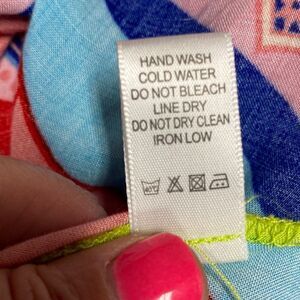 HAND WASH
COLD WATER
DO NOT BLEACH
LINE DRY
DO NOT DRY CLEAN
IRON LOW